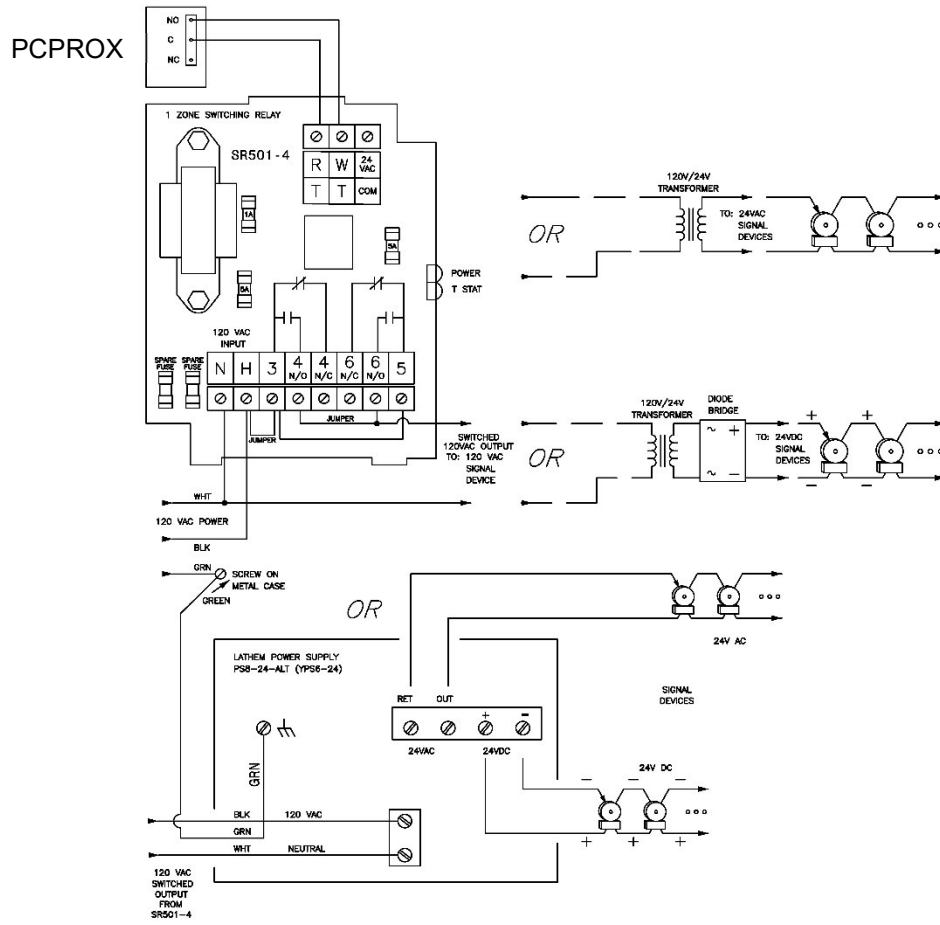 PCPROX
NO
C
NC
1 ZONE SWITCHING RELAY
SR501-4
R W 24 VAC
T T COM
1A
5A
5A
POWER
T STAT
120 VAC
INPUT
SPARE FUSE
SPARE FUSE
N H 3 4 4 6 6 5
N/O N/C N/C N/O
JUMPER
JUMPER
SWITCHED
120VAC OUTPUT
TO: 120 VAC
SIGNAL
DEVICE
WHT
120 VAC POWER
BLK
GRN
SCREW ON
METAL CASE
GREEN
OR
120V/24V
TRANSFORMER
TO: 24VAC
SIGNAL
DEVICES
OR
120V/24V
TRANSFORMER
DIODE
BRIDGE
~ +
~ −
TO: 24VDC
SIGNAL
DEVICES
+ +
− −
OR
24V AC
LATHEM POWER SUPPLY
PS8-24-ALT (YPS6-24)
RET OUT
+ −
24VAC 24VDC
SIGNAL
DEVICES
24V DC
− − −
+ + +
GRN
BLK 120 VAC
GRN
WHT NEUTRAL
120 VAC
SWITCHED
OUTPUT
FROM
SR501-4